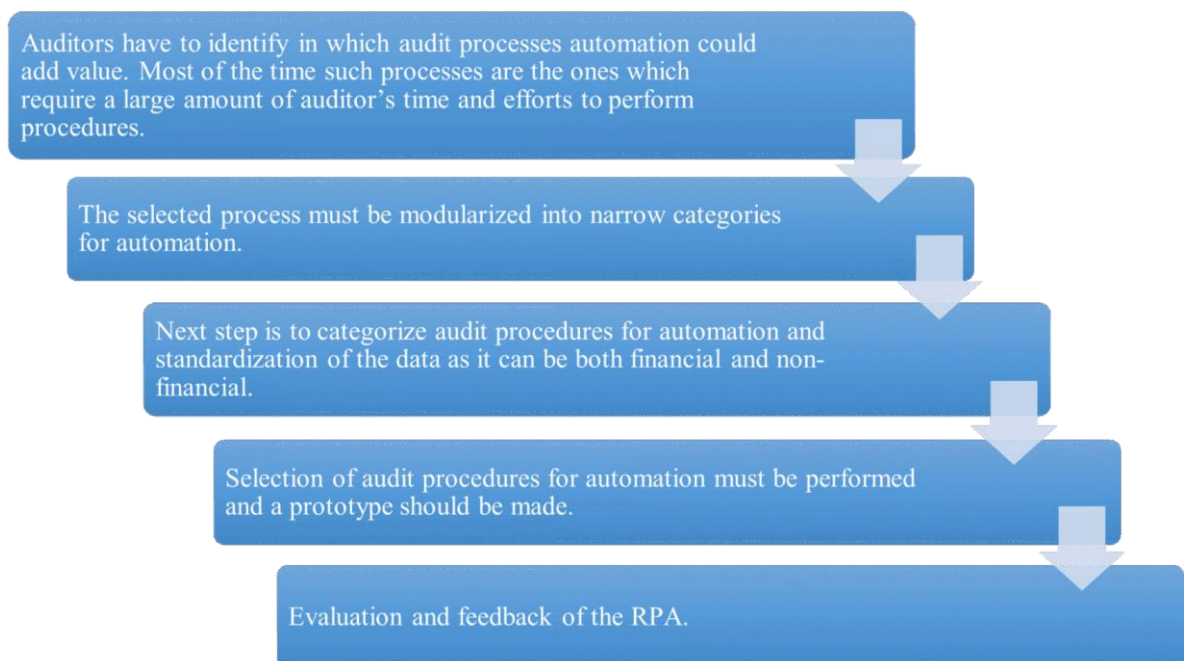 Auditors have to identify in which audit processes automation could
add value. Most of the time such processes are the ones which
require a large amount of auditor's time and efforts to perform
procedures.
The selected process must be modularized into narrow categories
for automation.
Next step is to categorize audit procedures for automation and
standardization of the data as it can be both financial and non-
financial.
Selection of audit procedures for automation must be performed
and a prototype should be made.
Evaluation and feedback of the RPA.